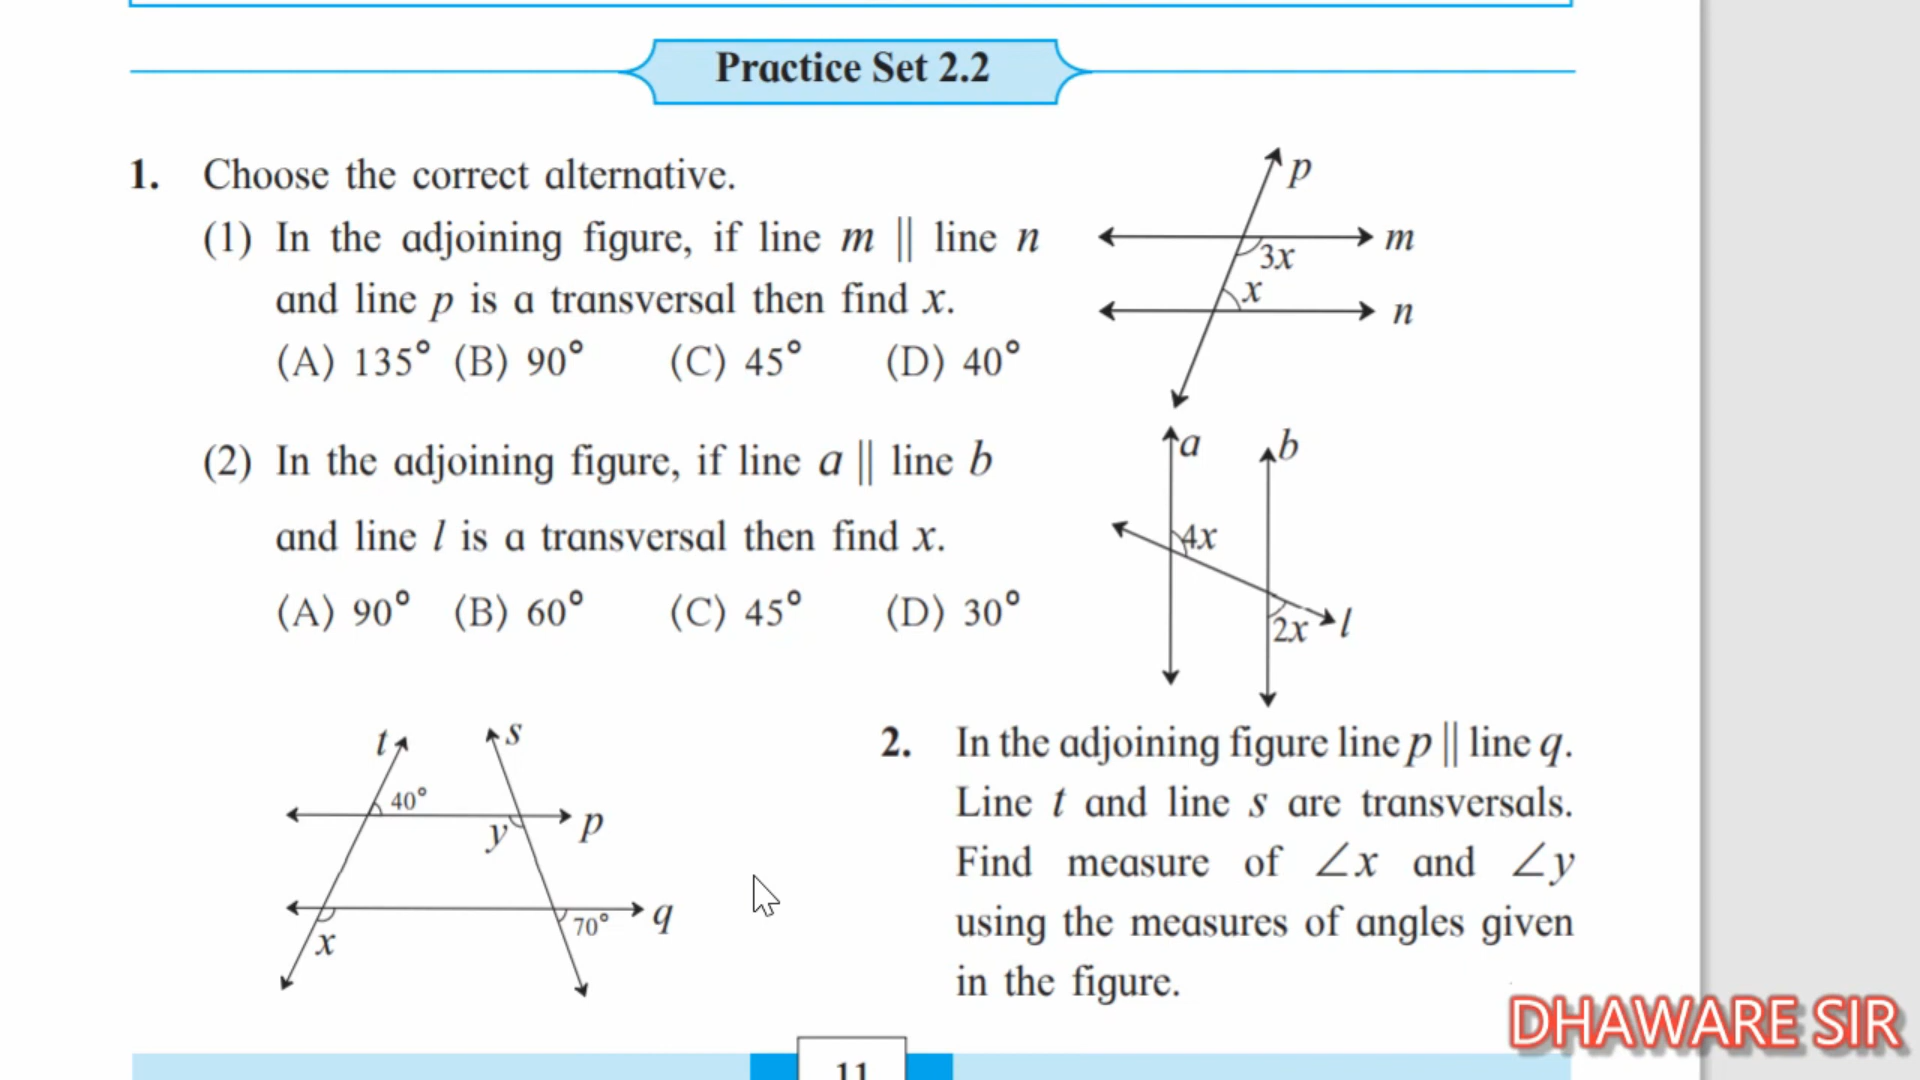 Practice Set 2.2
1. Choose the correct alternative.
(1) In the adjoining figure, if line m || line n
and line p is a transversal then find x.
(A) 135° (B) 90° (C) 45° (D) 40°
p
m
3x
x
n
(2) In the adjoining figure, if line a || line b
and line l is a transversal then find x.
(A) 90° (B) 60° (C) 45° (D) 30°
a
b
4x
2x
l
t
s
40°
y
p
x
70°
q
2. In the adjoining figure line p || line q.
Line t and line s are transversals.
Find measure of ∠x and ∠y
using the measures of angles given
in the figure.
DHAWARE SIR
11